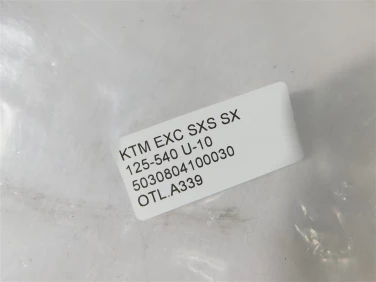 KTM EXC SXS SX
125-540 U-10
5030804100030
OTL.A339